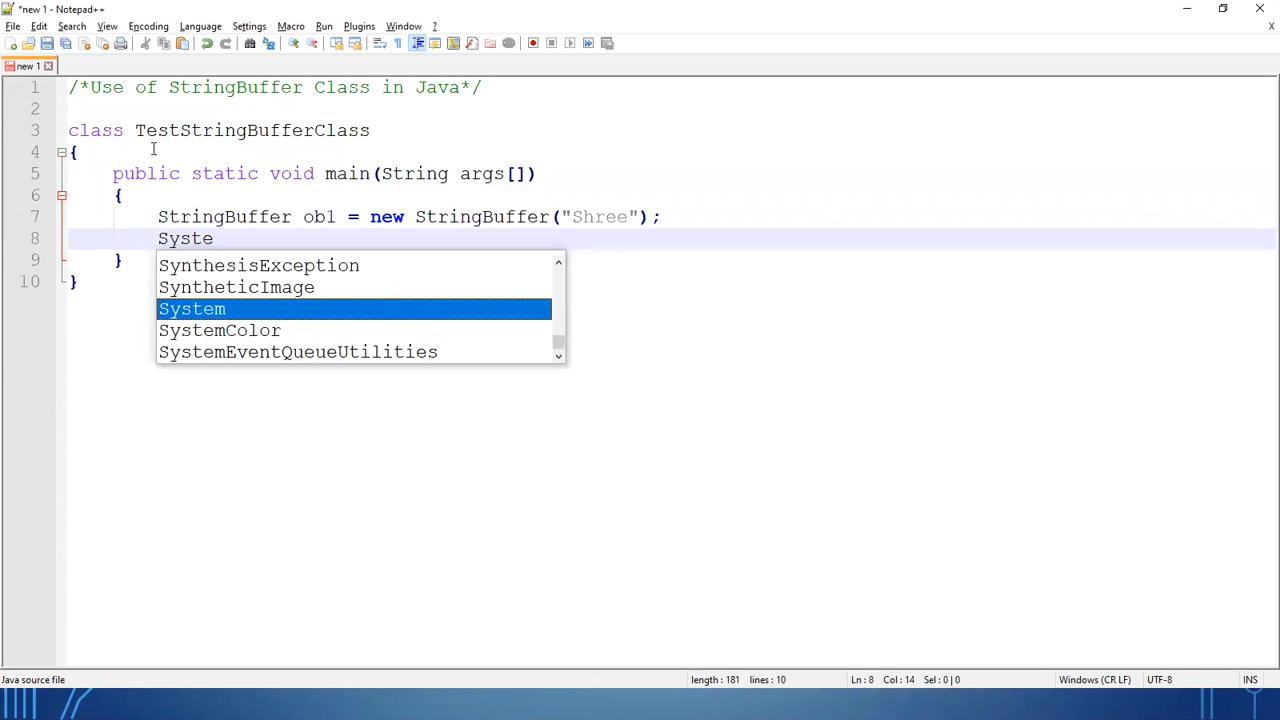 *new 1 - Notepad++
File Edit Search View Encoding Language Settings Macro Run Plugins Window ?
X
new 1
1 /*Use of StringBuffer Class in Java*/
2
3 class TestStringBufferClass
4 {
5 public static void main(String args[])
6 {
7 StringBuffer ob1 = new StringBuffer("Shree");
8 Syste
9 }
SynthesisException
10 }
SyntheticImage
System
SystemColor
SystemEventQueueUtilities
Java source file length : 181 lines : 10 Ln : 8 Col : 14 Sel : 0 | 0 Windows (CR LF) UTF-8 INS